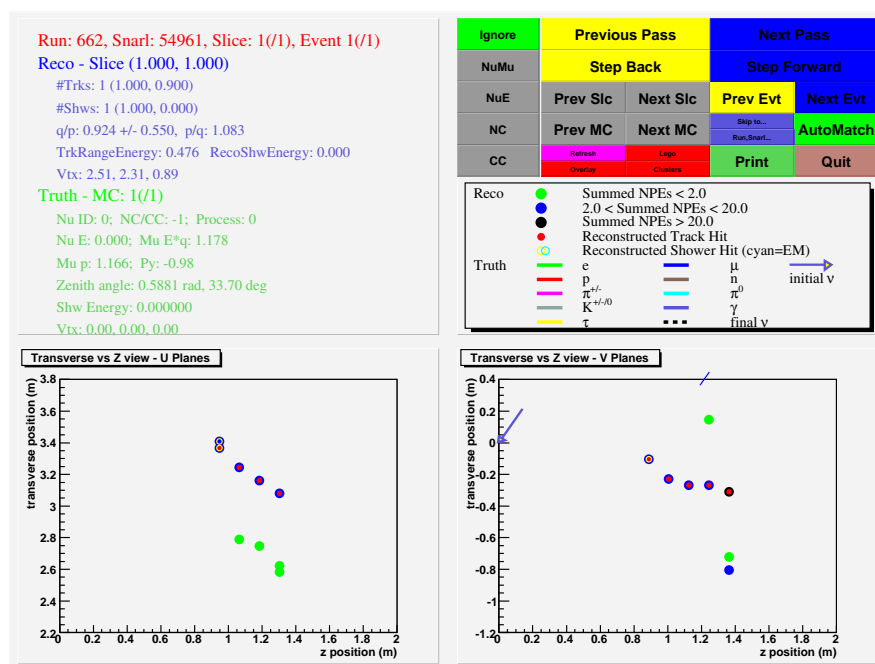 Run: 662, Snarl: 54961, Slice: 1(/1), Event 1(/1)
Reco - Slice (1.000, 1.000)
#Trks: 1 (1.000, 0.900)
#Shws: 1 (1.000, 0.000)
q/p: 0.924 +/- 0.550, p/q: 1.083
TrkRangeEnergy: 0.476 RecoShwEnergy: 0.000
Vtx: 2.51, 2.31, 0.89
Truth - MC: 1(/1)
Nu ID: 0; NC/CC: -1; Process: 0
Nu E: 0.000; Mu E*q: 1.178
Mu p: 1.166; Py: -0.98
Zenith angle: 0.5881 rad, 33.70 deg
Shw Energy: 0.000000
Vtx: 0.00, 0.00, 0.00
Ignore Previous Pass Next Pass
NuMu Step Back Step Forward
NuE Prev Slc Next Slc Prev Evt Next Evt
NC Prev MC Next MC Skip to... Run,Snarl... AutoMatch
CC Refresh Overlay Lego Clusters Print Quit
Reco Summed NPEs < 2.0
2.0 < Summed NPEs < 20.0
Summed NPEs > 20.0
Reconstructed Track Hit
Reconstructed Shower Hit (cyan=EM)
Truth e μ initial ν
p n
π+/- π0
K+/-/0 γ
τ final ν
Transverse vs Z view - U Planes
transverse position (m)
3.8
3.6
3.4
3.2
3
2.8
2.6
2.4
2.2
0 0.2 0.4 0.6 0.8 1 1.2 1.4 1.6 1.8 2
z position (m)
Transverse vs Z view - V Planes
transverse position (m)
0.4
0.2
0
-0.2
-0.4
-0.6
-0.8
-1
-1.2
0 0.2 0.4 0.6 0.8 1 1.2 1.4 1.6 1.8 2
z position (m)